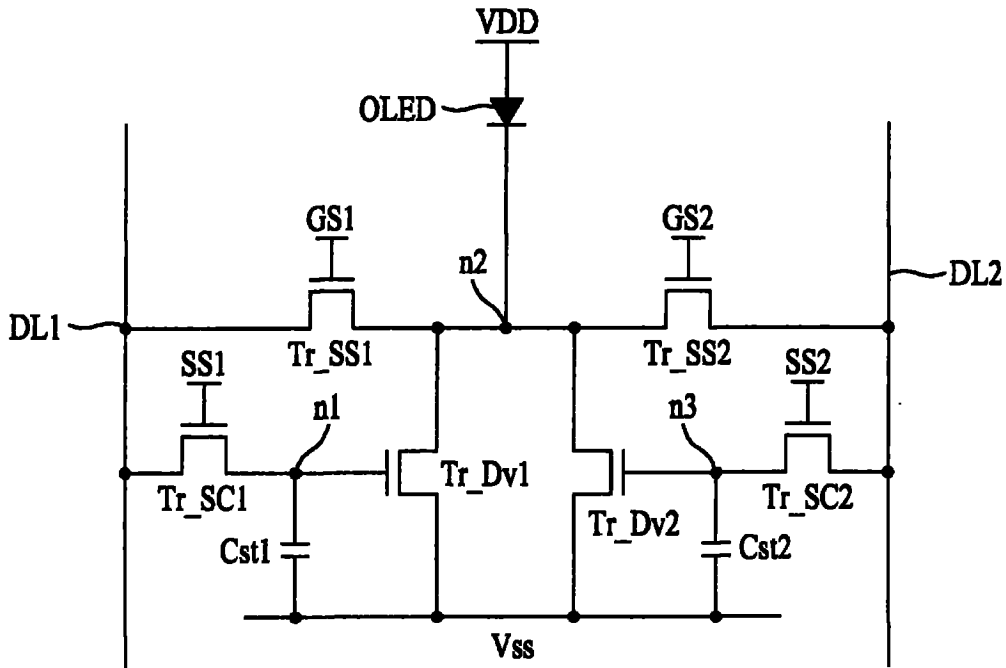 VDD
OLED
GS1
GS2
n2
DL2
DL1
Tr_SS1
Tr_SS2
SS1
SS2
n1
n3
Tr_Dv1
Tr_SC1
Tr_SC2
Tr_Dv2
Cst1
Cst2
Vss